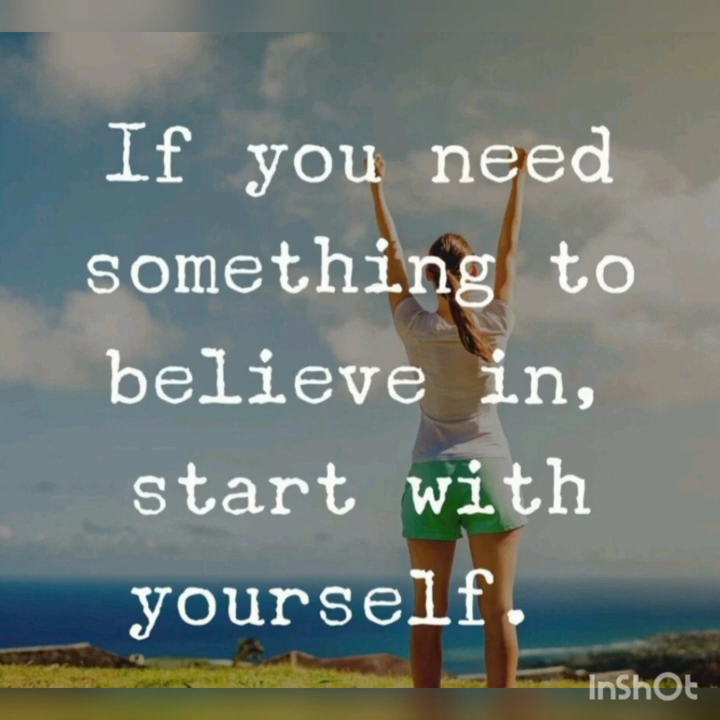 If you need
something to
believe in,
start with
yourself.
InShOt